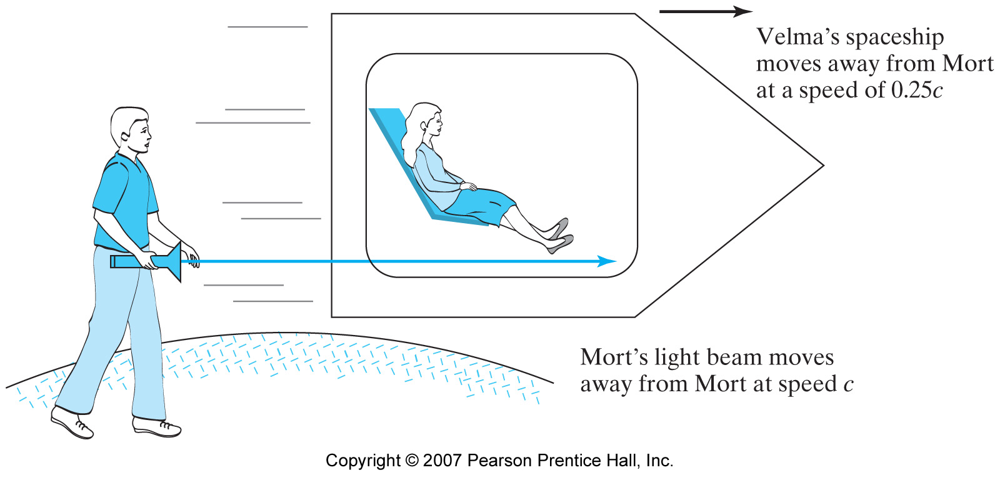 Velma’s spaceship
moves away from Mort
at a speed of 0.25c
Mort’s light beam moves
away from Mort at speed c
Copyright © 2007 Pearson Prentice Hall, Inc.